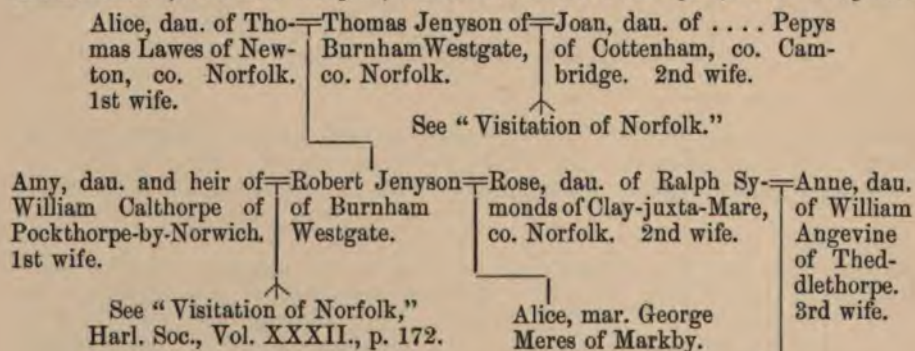 Alice, dau. of Tho-
mas Lawes of New-
ton, co. Norfolk.
1st wife.
Thomas Jenyson of
Burnham Westgate,
co. Norfolk.
Joan, dau. of .... Pepys
of Cottenham, co. Cam-
bridge. 2nd wife.
See "Visitation of Norfolk."
Amy, dau. and heir of
William Calthorpe of
Pockthorpe-by-Norwich.
1st wife.
Robert Jenyson
of Burnham
Westgate.
Rose, dau. of Ralph Sy-
monds of Clay-juxta-Mare,
co. Norfolk. 2nd wife.
Anne, dau.
of William
Angevine
of Thed-
dlethorpe.
3rd wife.
See "Visitation of Norfolk,"
Harl. Soc., Vol. XXXII., p. 172.
Alice, mar. George
Meres of Markby.